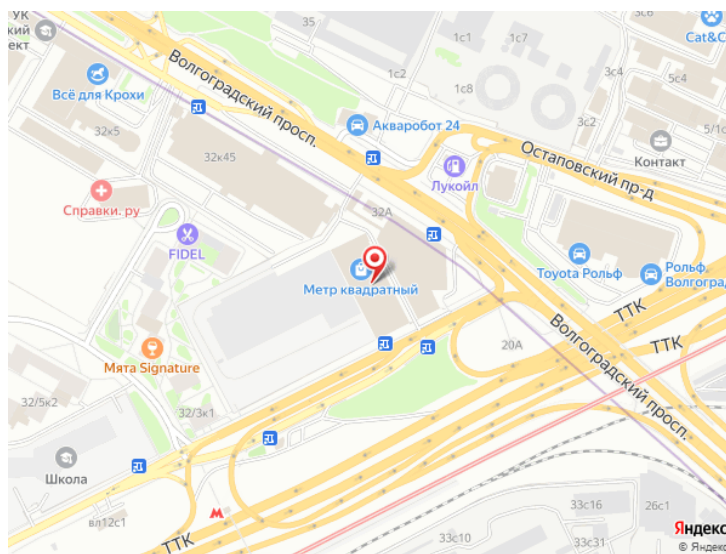 УК
ский
ект
Всё для Крохи
32к5
Справки. ру
FIDEL
32к45
Волгоградский просп.
1с1
1с2
1с8
Акваробот 24
Лукойл
32А
Остаповский пр-д
3с6
Cat&C
3с4
5с4
3с2
5/1с
Контакт
Toyota Рольф
Рольф
Волгоград
Метр квадратный
ТТК
ТТК
20А
Волгоградский просп.
Мята Signature
32/5к2
32/3к1
Школа
вл12с1
ТТК
33с16
26с1
33с10
33с31
Яндекс
© Яндекс